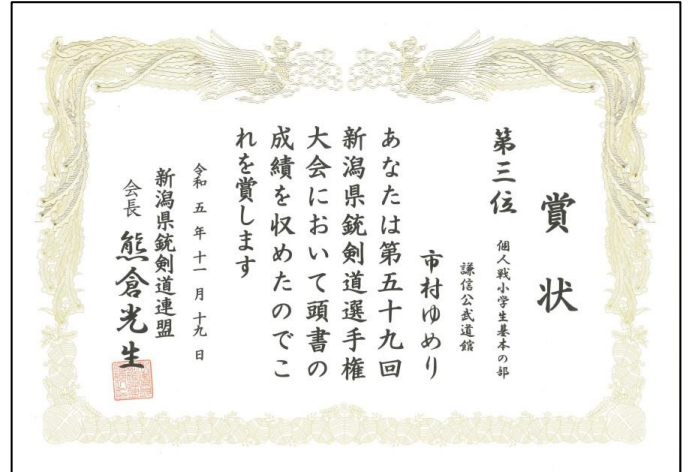 賞状
第三位
個人戦小学生基本の部
謙信公武道館
市村ゆめり
あなたは第五十九回
新潟県銃剣道選手権
大会において頭書の
成績を収めたのでこ
れを賞します
令和五年十一月十九日
新潟県銃剣道連盟
会長 熊倉光生